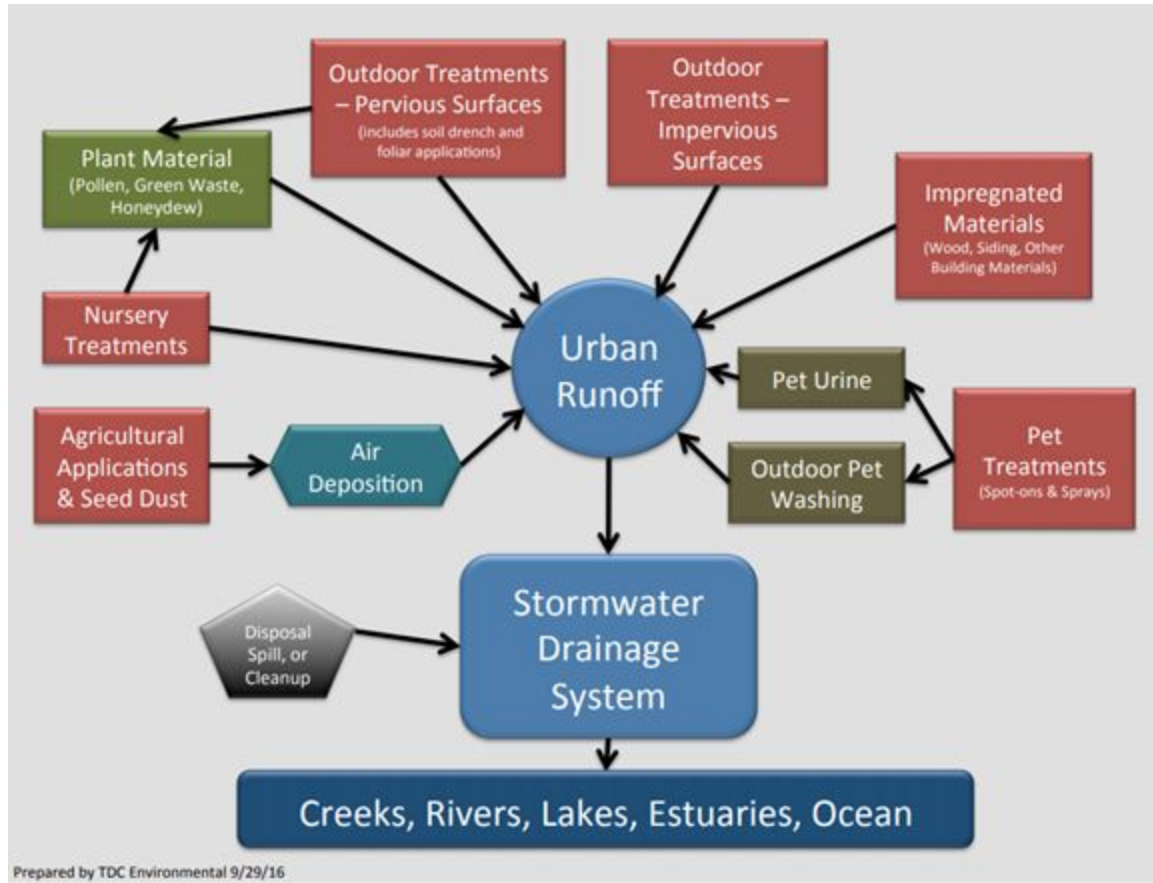 Outdoor Treatments
– Pervious Surfaces
(includes soil drench and
foliar applications)
Outdoor
Treatments –
Impervious
Surfaces
Plant Material
(Pollen, Green Waste,
Honeydew)
Impregnated
Materials
(Wood, Siding, Other
Building Materials)
Nursery
Treatments
Urban
Runoff
Pet Urine
Agricultural
Applications
& Seed Dust
Air
Deposition
Outdoor Pet
Washing
Pet
Treatments
(Spot-ons & Sprays)
Disposal
Spill, or
Cleanup
Stormwater
Drainage
System
Creeks, Rivers, Lakes, Estuaries, Ocean
Prepared by TDC Environmental 9/29/16